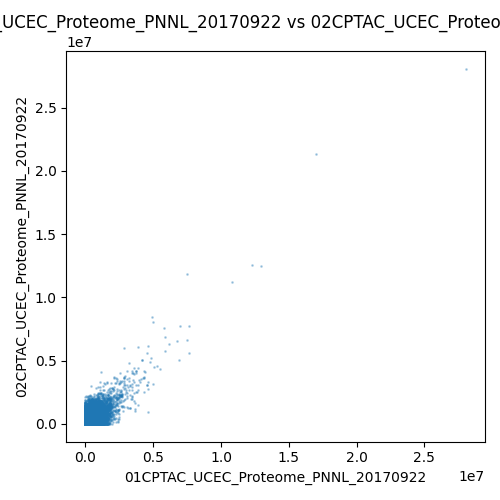 _UCEC_Proteome_PNNL_20170922 vs 02CPTAC_UCEC_Proteo
1e7
2.5
2.0
1.5
1.0
0.5
0.0
02CPTAC_UCEC_Proteome_PNNL_20170922
0.0 0.5 1.0 1.5 2.0 2.5
01CPTAC_UCEC_Proteome_PNNL_20170922 1e7